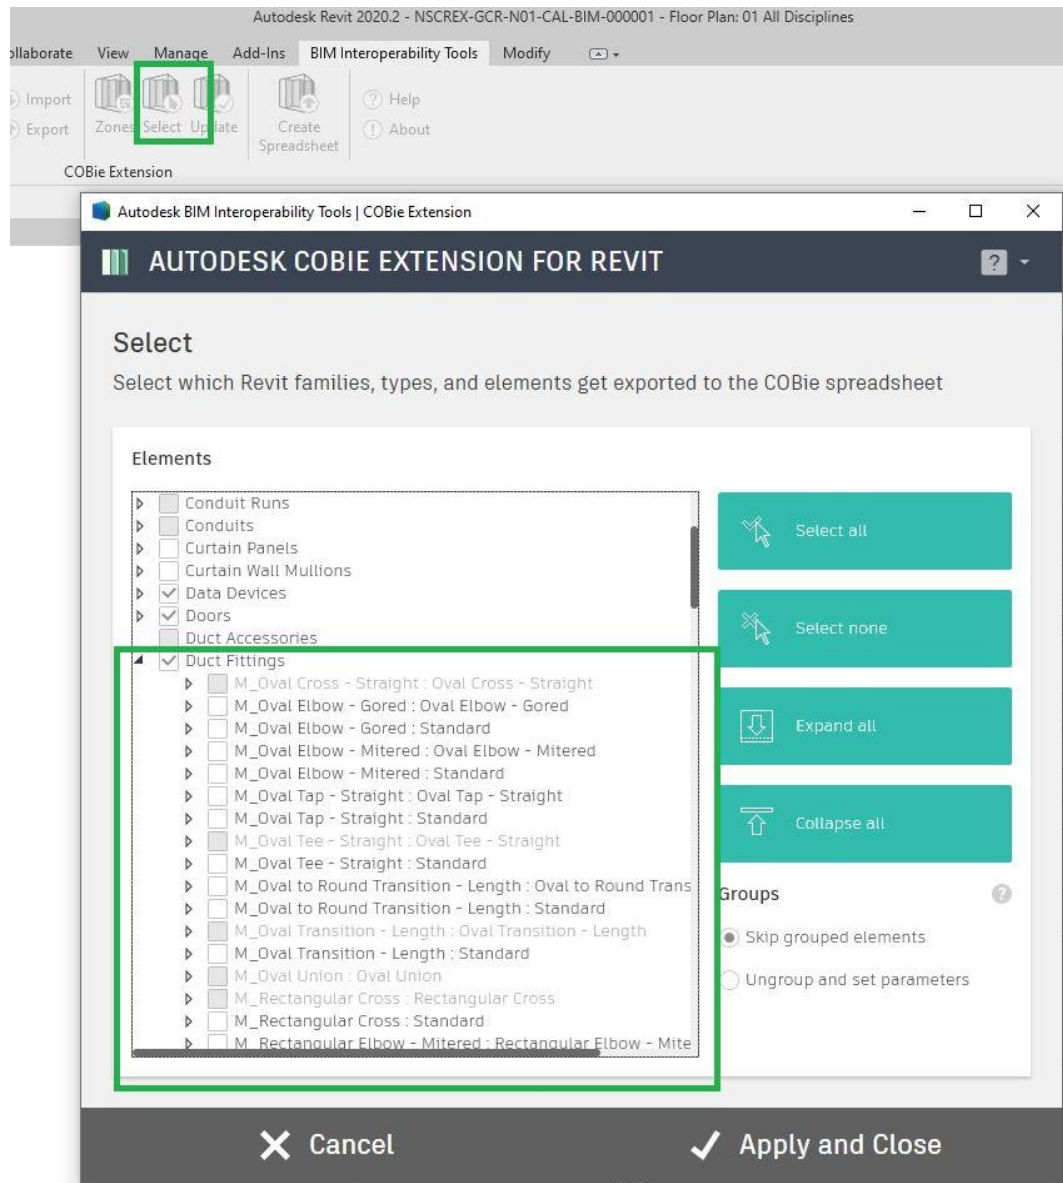 Autodesk Revit 2020.2 - NSCREX-GCR-N01-CAL-BIM-000001 - Floor Plan: 01 All Disciplines
ollaborate View Manage Add-Ins BIM Interoperability Tools Modify
Import
Export
Zones Select Update
Create
Spreadsheet
Help
About
COBie Extension
Autodesk BIM Interoperability Tools | COBie Extension
AUTODESK COBIE EXTENSION FOR REVIT
?
Select
Select which Revit families, types, and elements get exported to the COBie spreadsheet
Elements
Conduit Runs
Conduits
Curtain Panels
Curtain Wall Mullions
Data Devices
Doors
Duct Accessories
Duct Fittings
M_Oval Cross - Straight : Oval Cross - Straight
M_Oval Elbow - Gored : Oval Elbow - Gored
M_Oval Elbow - Gored : Standard
M_Oval Elbow - Mitered : Oval Elbow - Mitered
M_Oval Elbow - Mitered : Standard
M_Oval Tap - Straight : Oval Tap - Straight
M_Oval Tap - Straight : Standard
M_Oval Tee - Straight : Oval Tee - Straight
M_Oval Tee - Straight : Standard
M_Oval to Round Transition - Length : Oval to Round Trans
M_Oval to Round Transition - Length : Standard
M_Oval Transition - Length : Oval Transition - Length
M_Oval Transition - Length : Standard
M_Oval Union : Oval Union
M_Rectangular Cross : Rectangular Cross
M_Rectangular Cross : Standard
M_Rectangular Elbow - Mitered : Rectangular Elbow - Mite
Select all
Select none
Expand all
Collapse all
Groups ?
Skip grouped elements
Ungroup and set parameters
Cancel
Apply and Close